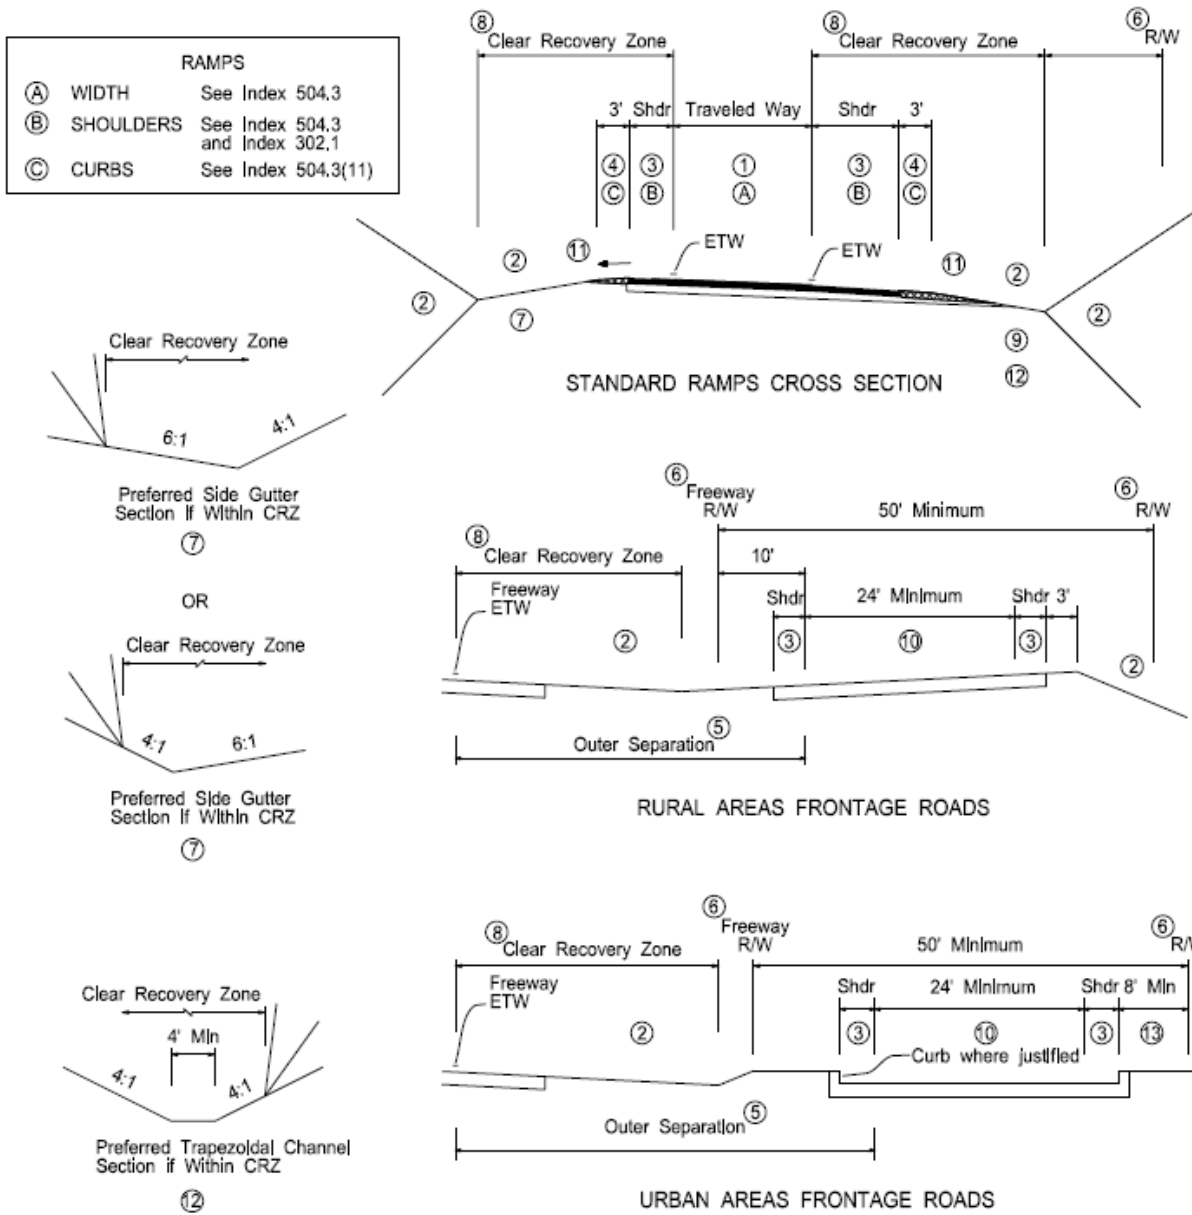 RAMPS
Ⓐ WIDTH See Index 504.3
Ⓑ SHOULDERS See Index 504.3
and Index 302.1
Ⓒ CURBS See Index 504.3(11)
⑧ Clear Recovery Zone
⑧ Clear Recovery Zone
⑥ R/W
3' Shdr Traveled Way Shdr 3'
④ ③ ① ③ ④
Ⓒ Ⓑ Ⓐ Ⓑ Ⓒ
ETW
ETW
② ⑪ ⑪ ②
② ⑦ ②
⑨
⑫
STANDARD RAMPS CROSS SECTION
Clear Recovery Zone
6:1
4:1
Preferred Side Gutter
Section If Within CRZ
⑦
OR
Clear Recovery Zone
4:1
6:1
Preferred Side Gutter
Section If Within CRZ
⑦
Clear Recovery Zone
4' Min
4:1
4:1
Preferred Trapezoidal Channel
Section if Within CRZ
⑫
⑥
Freeway
R/W
50' Minimum
⑥
R/W
⑧
Clear Recovery Zone
10'
Freeway
ETW
Shdr 24' Minimum Shdr 3'
② ③ ⑩ ③ ②
Outer Separation ⑤
RURAL AREAS FRONTAGE ROADS
⑥
Freeway
R/W
50' Minimum
⑥
R/W
⑧
Clear Recovery Zone
Freeway
ETW
Shdr 24' Minimum Shdr 8' Min
② ③ ⑩ ③ ⑬
Curb where justified
Outer Separation ⑤
URBAN AREAS FRONTAGE ROADS